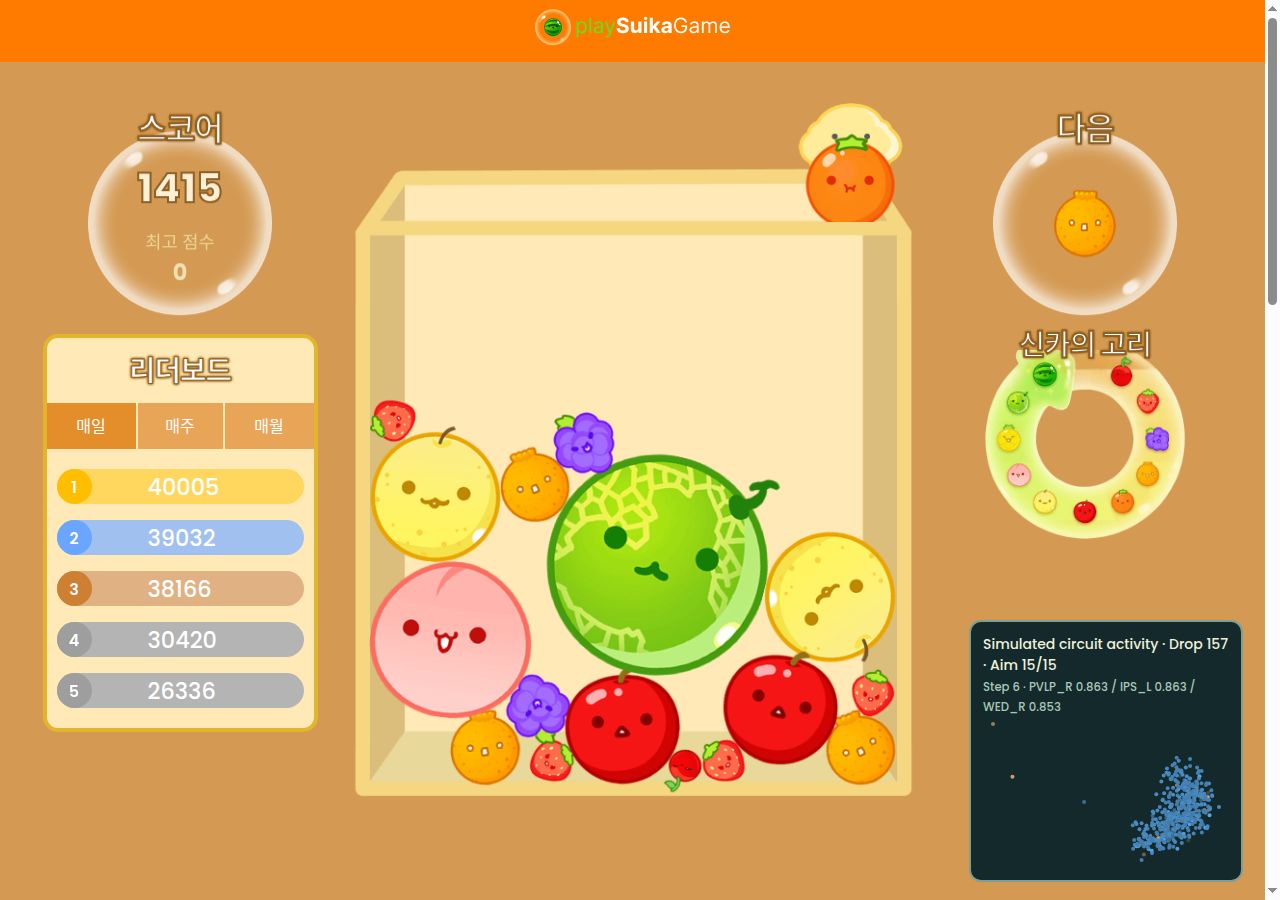 playSuikaGame
스코어
1415
최고 점수
0
다음
신카의 고리
리더보드
매일 매주 매월
1 40005
2 39032
3 38166
4 30420
5 26336
Simulated circuit activity · Drop 157
· Aim 15/15
Step 6 · PVLP_R 0.863 / IPS_L 0.863 /
WED_R 0.853